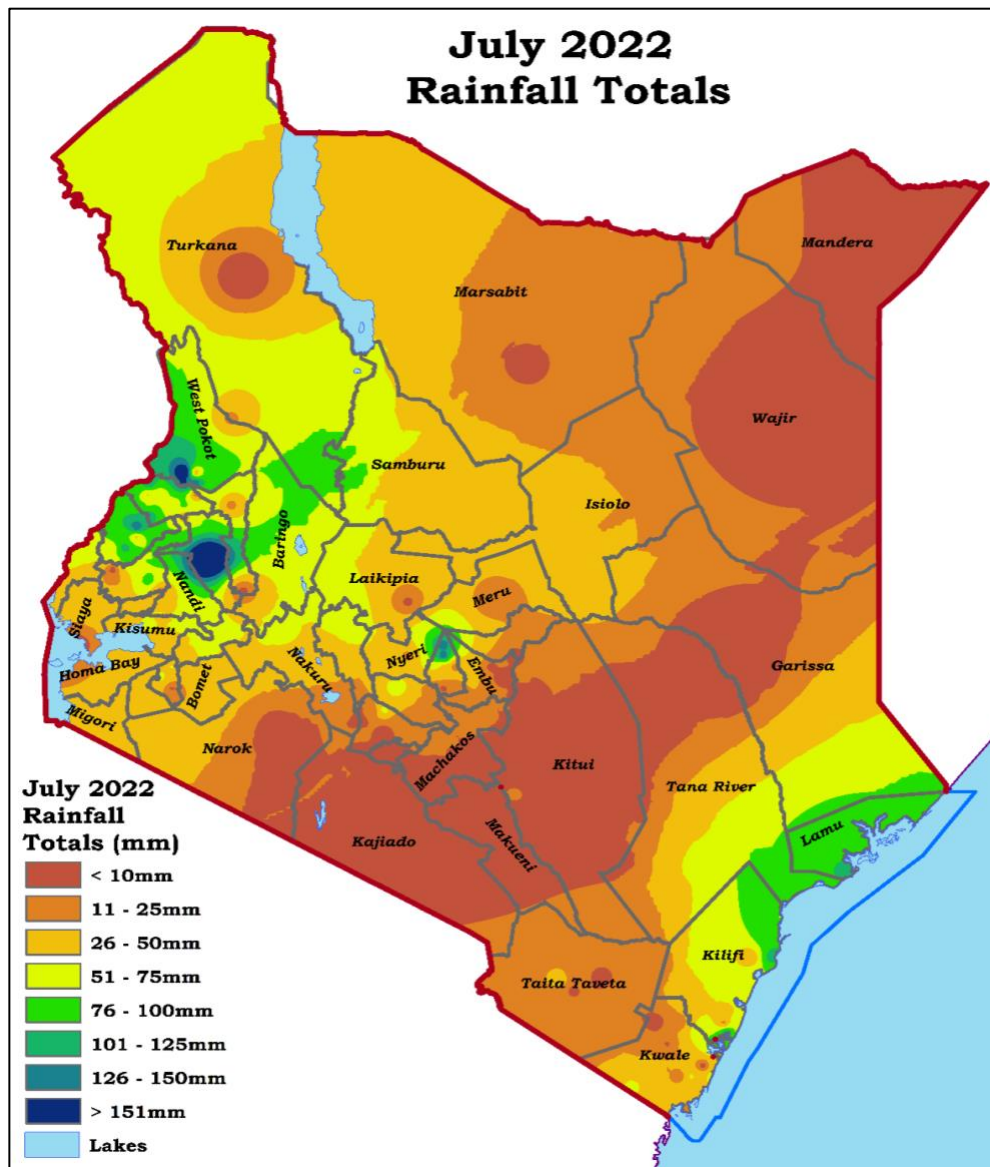 July 2022
Rainfall Totals
Mandera
Turkana
Marsabit
West Pokot
Wajir
Samburu
Isiolo
Baringo
Laikipia
Meru
Nandi
Siaya
Kisumu
Nyeri
Embu
Garissa
Homa Bay
Bomet
Nakuru
Migori
Narok
Machakos
Kitui
Tana River
Lamu
Kajiado
Makueni
Kilifi
Taita Taveta
Kwale
July 2022
Rainfall
Totals (mm)
< 10mm
11 - 25mm
26 - 50mm
51 - 75mm
76 - 100mm
101 - 125mm
126 - 150mm
> 151mm
Lakes